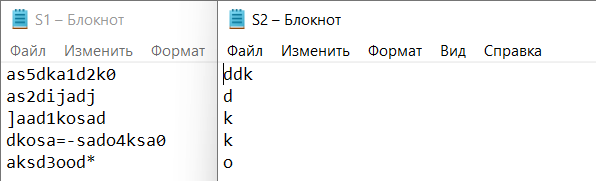 S1 – Блокнот
Файл Изменить Формат
as5dka1d2k0
as2dijadj
]aad1kosad
dkosa=-sado4ksa0
aksd3ood*
S2 – Блокнот
Файл Изменить Формат Вид Справка
ddk
d
k
k
o